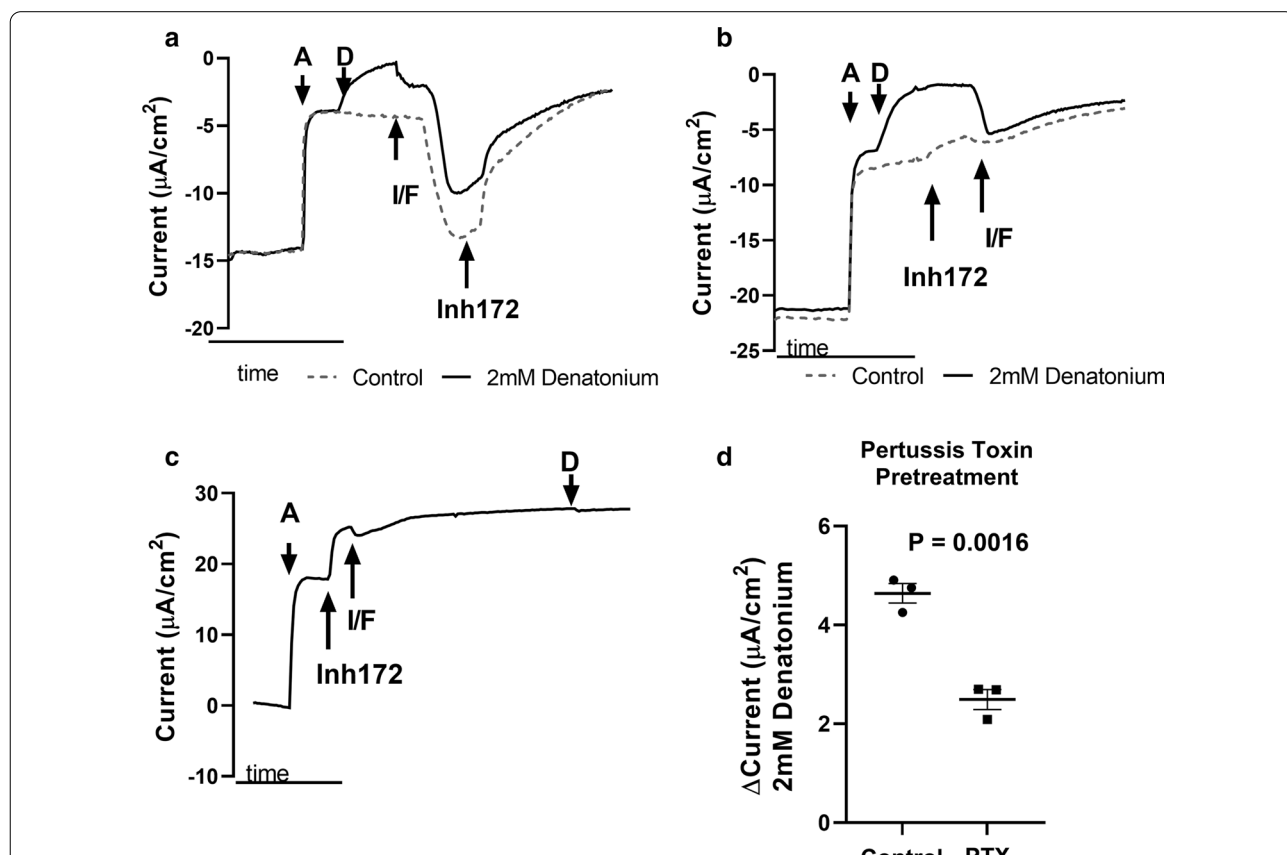 a
A
D
0
-5
-10
-15
-20
Current (µA/cm2)
I/F
Inh172
time
Control
2mM Denatonium
b
A
D
0
-5
-10
-15
-20
-25
Current (µA/cm2)
I/F
Inh172
time
Control
2mM Denatonium
c
D
A
30
20
10
0
-10
Current (µA/cm2)
I/F
Inh172
time
d
Pertussis Toxin
Pretreatment
P = 0.0016
6
4
2
0
ΔCurrent (µA/cm2)
2mM Denatonium
Control
PTX